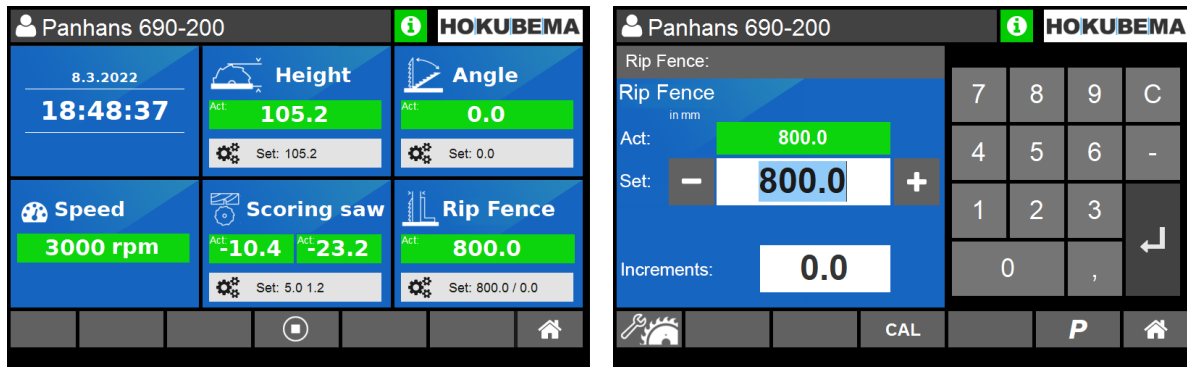 Panhans 690-200
i
HOKUBEMA
8.3.2022
18:48:37
Height
Act:
105.2
Set: 105.2
Angle
Act:
0.0
Set: 0.0
Speed
3000 rpm
Scoring saw
Act:
-10.4
Act:
-23.2
Set: 5.0 1.2
Rip Fence
Act:
800.0
Set: 800.0 / 0.0
Panhans 690-200
i
HOKUBEMA
Rip Fence:
Rip Fence
in mm
Act:
800.0
Set:
−
800.0
+
Increments:
0.0
7 8 9 C
4 5 6 -
1 2 3
0 ,
CAL
P